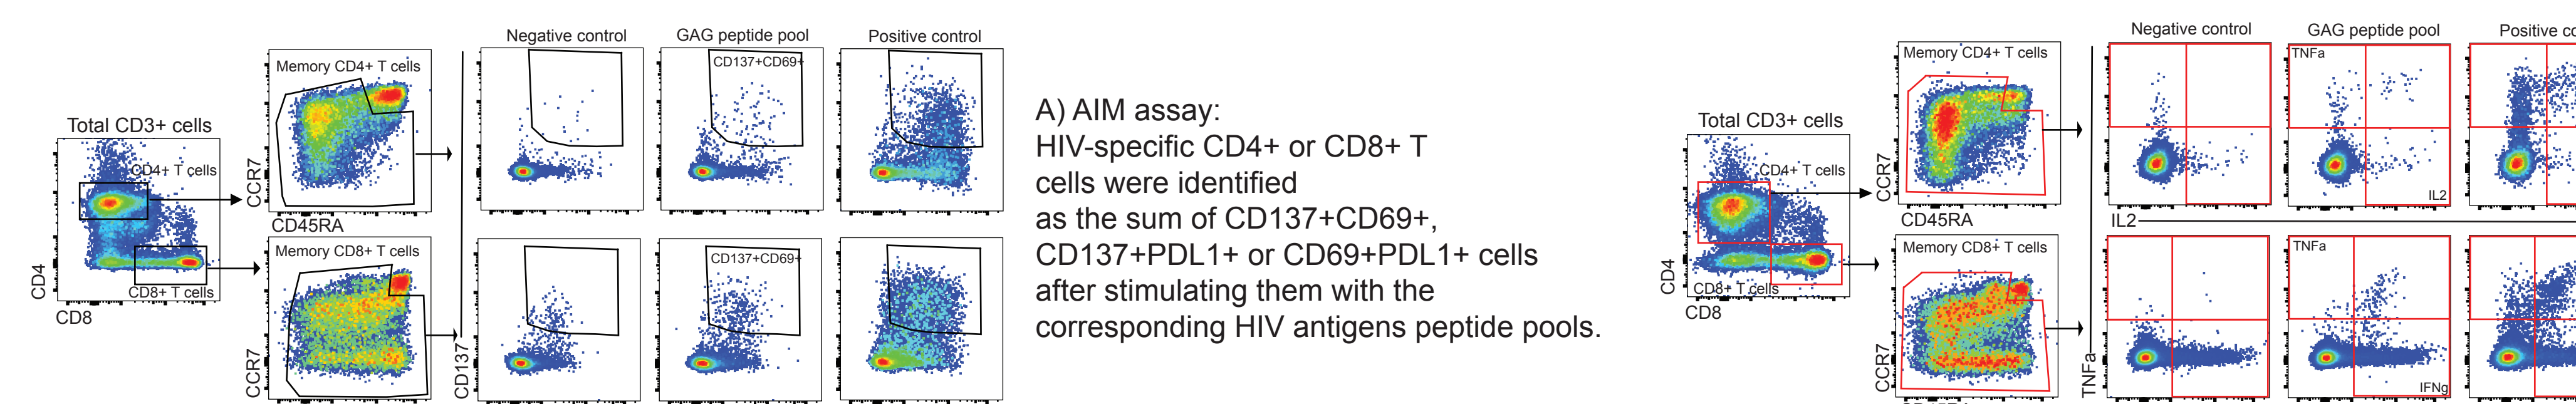 Negative control
GAG peptide pool
Positive control
Memory CD4+ T cells
CD137+CD69+
Total CD3+ cells
CD4+ T cells
CCR7
CD45RA
Memory CD8+ T cells
CD137+CD69+
CD4
CD8+ T cells
CD8
CCR7
CD137
A) AIM assay:
HIV-specific CD4+ or CD8+ T
cells were identified
as the sum of CD137+CD69+,
CD137+PDL1+ or CD69+PDL1+ cells
after stimulating them with the
corresponding HIV antigens peptide pools.
Negative control
GAG peptide pool
Positive co
Memory CD4+ T cells
TNFa
Total CD3+ cells
CD4+ T cells
CCR7
IL2
CD45RA
IL2
Memory CD8+ T cells
TNFa
CD4
CD8+ T cells
CD8
CCR7
TNFa
IFNg